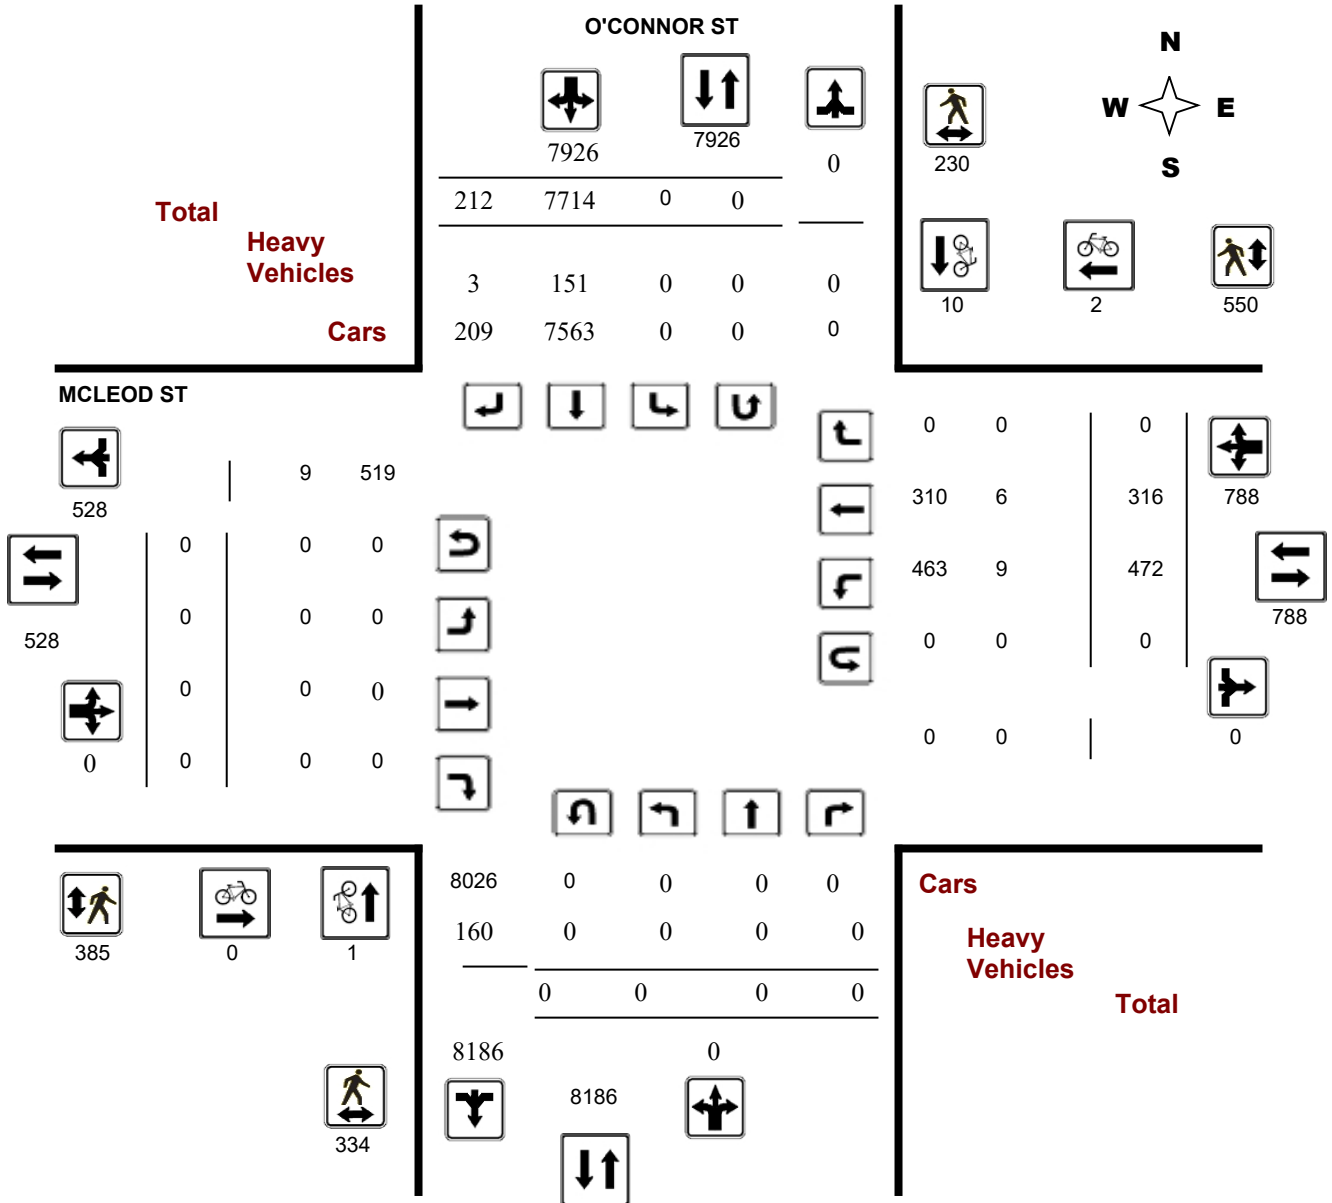 O'CONNOR ST
N
W E
S
7926 7926 0 230
212 7714 0 0
Total
Heavy
Vehicles
3 151 0 0 0
10 2 550
Cars 209 7563 0 0 0
MCLEOD ST
0 0 0
9 519
528
310 6 316 788
0 0 0
463 9 472
788
0 0 0
528
0 0 0
0 0 0
0 0 0
0 0 0 0
8026 0 0 0 0
Cars
385 0 1
160 0 0 0 0
Heavy
Vehicles
0 0 0 0
Total
8186 0
8186
334